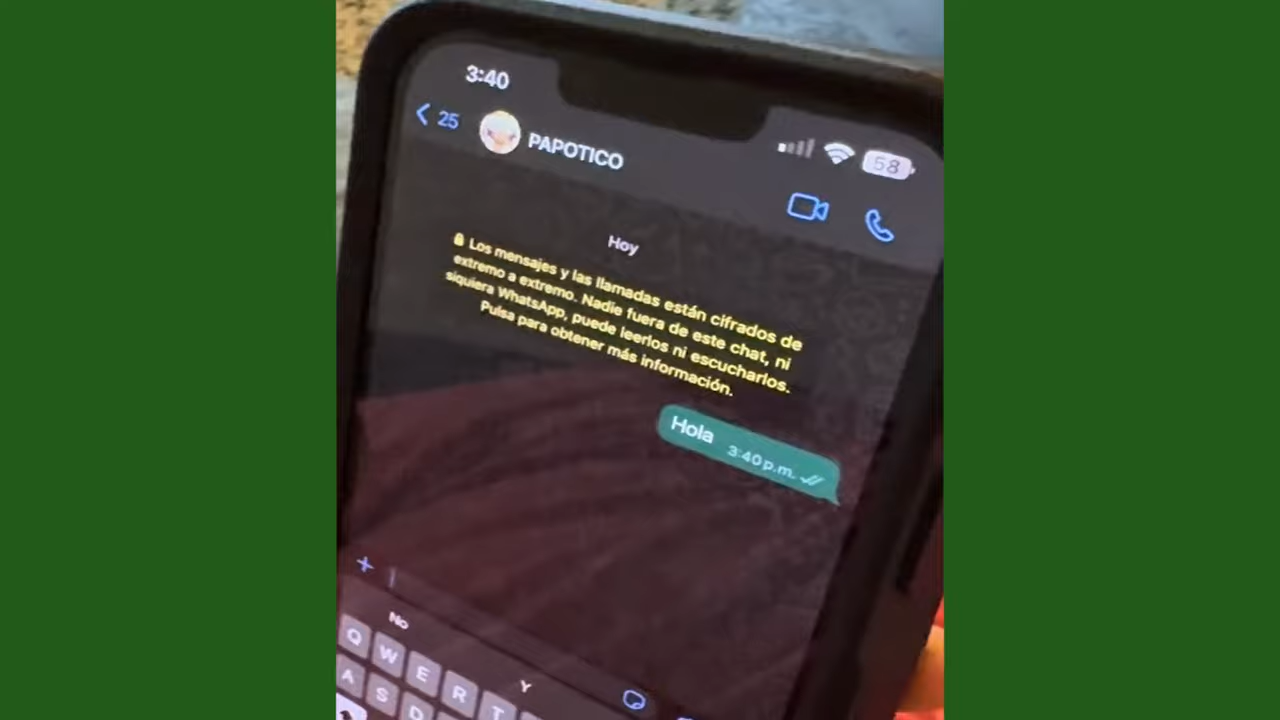 3:40
58
25
PAPOTICO
Hoy
Los mensajes y las llamadas están cifrados de
extremo a extremo. Nadie fuera de este chat, ni
siquiera WhatsApp, puede leerlos ni escucharlos.
Pulsa para obtener más información.
Hola
3:40 p.m.
No
Y
Q W E R T
A S D